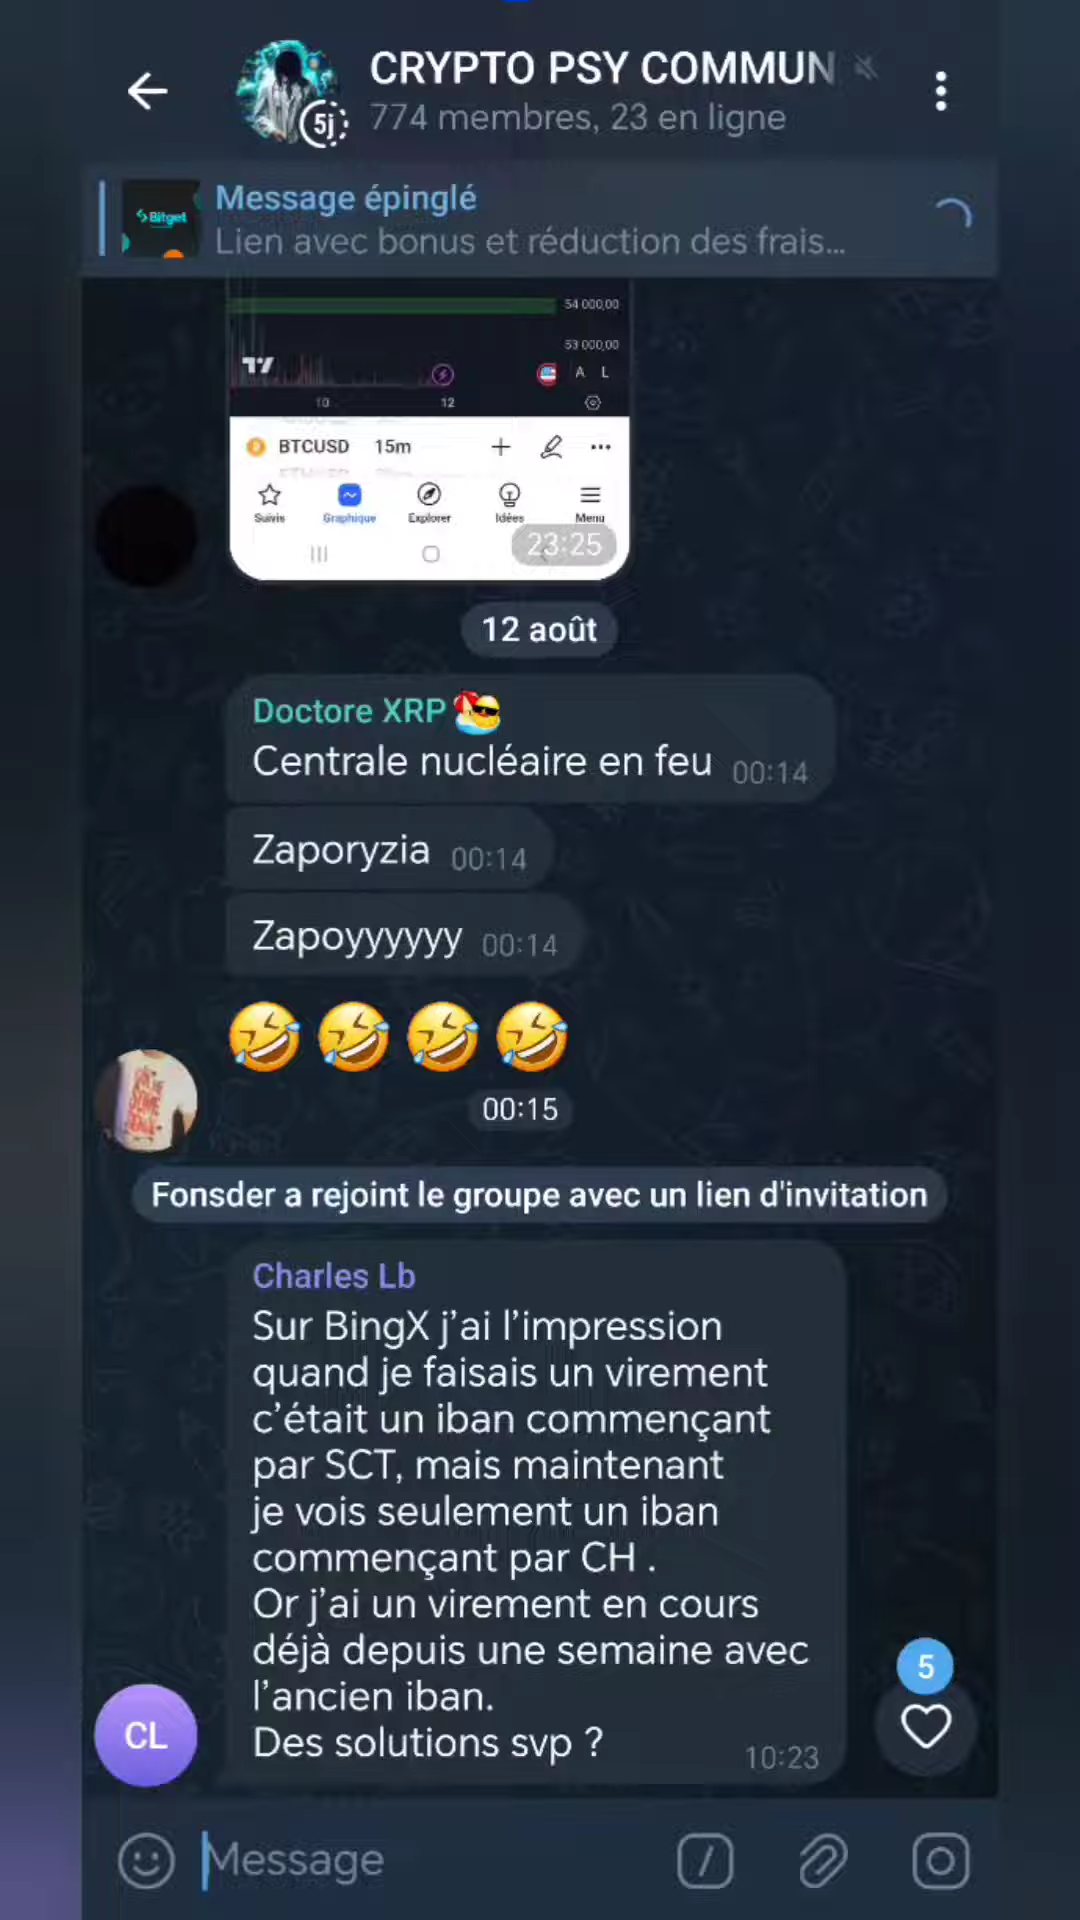 CRYPTO PSY COMMUN
5j
774 membres, 23 en ligne
Message épinglé
Bitget
Lien avec bonus et réduction des frais...
54 000,00
53 000,00
A L
10 12
BTCUSD 15m
Suivis Graphique Explorer Idées Menu
23:25
12 août
Doctore XRP
Centrale nucléaire en feu 00:14
Zaporyzia 00:14
Zapoyyyyyy 00:14
🤣 🤣 🤣 🤣
00:15
Fonsder a rejoint le groupe avec un lien d'invitation
Charles Lb
Sur BingX j’ai l’impression
quand je faisais un virement
c’était un iban commençant
par SCT, mais maintenant
je vois seulement un iban
commençant par CH .
Or j’ai un virement en cours
déjà depuis une semaine avec
l’ancien iban.
Des solutions svp ?
10:23
CL
5
Message